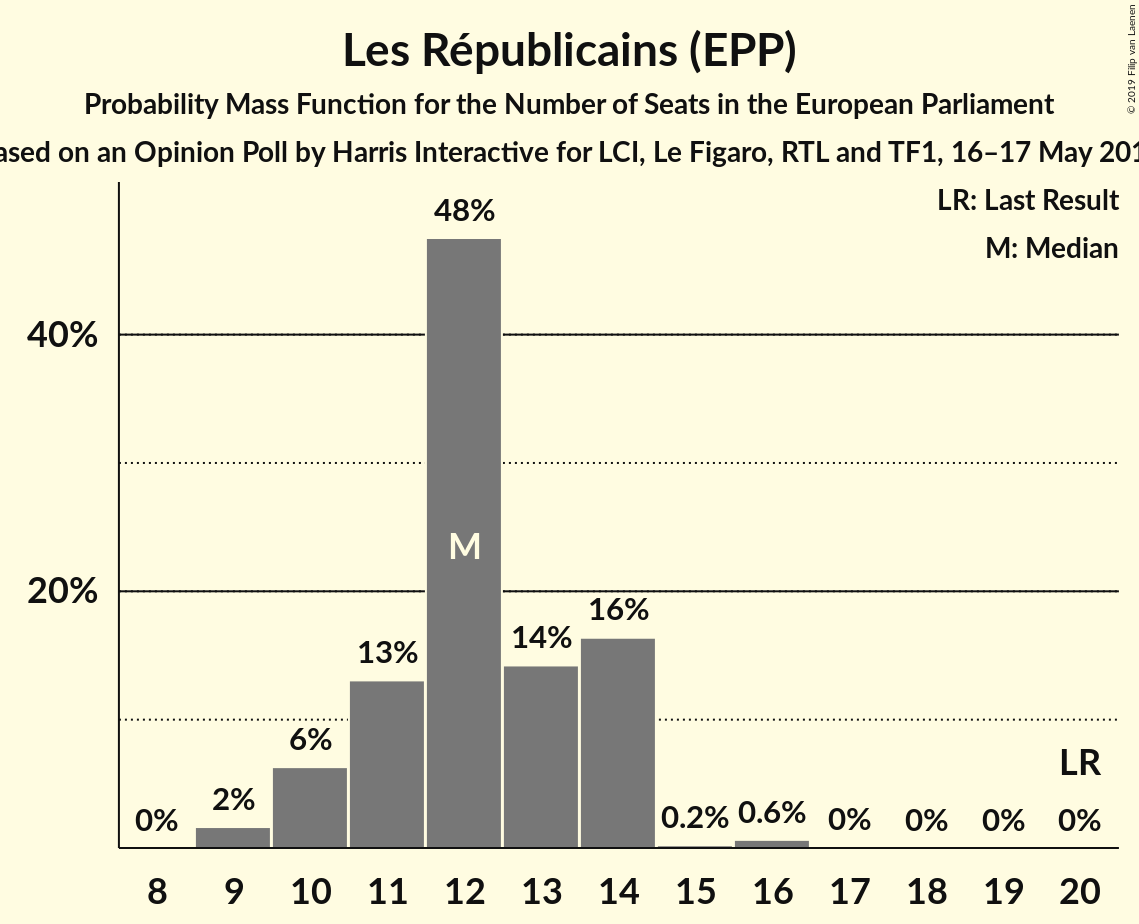 Les Républicains (EPP)
Probability Mass Function for the Number of Seats in the European Parliament
ased on an Opinion Poll by Harris Interactive for LCI, Le Figaro, RTL and TF1, 16–17 May 201
© 2019 Filip van Laenen
LR: Last Result
M: Median
48%
40%
M
20%
16%
14%
13%
6%
LR
2%
0%
0.2%
0.6%
0%
0%
0%
0%
8 9 10 11 12 13 14 15 16 17 18 19 20